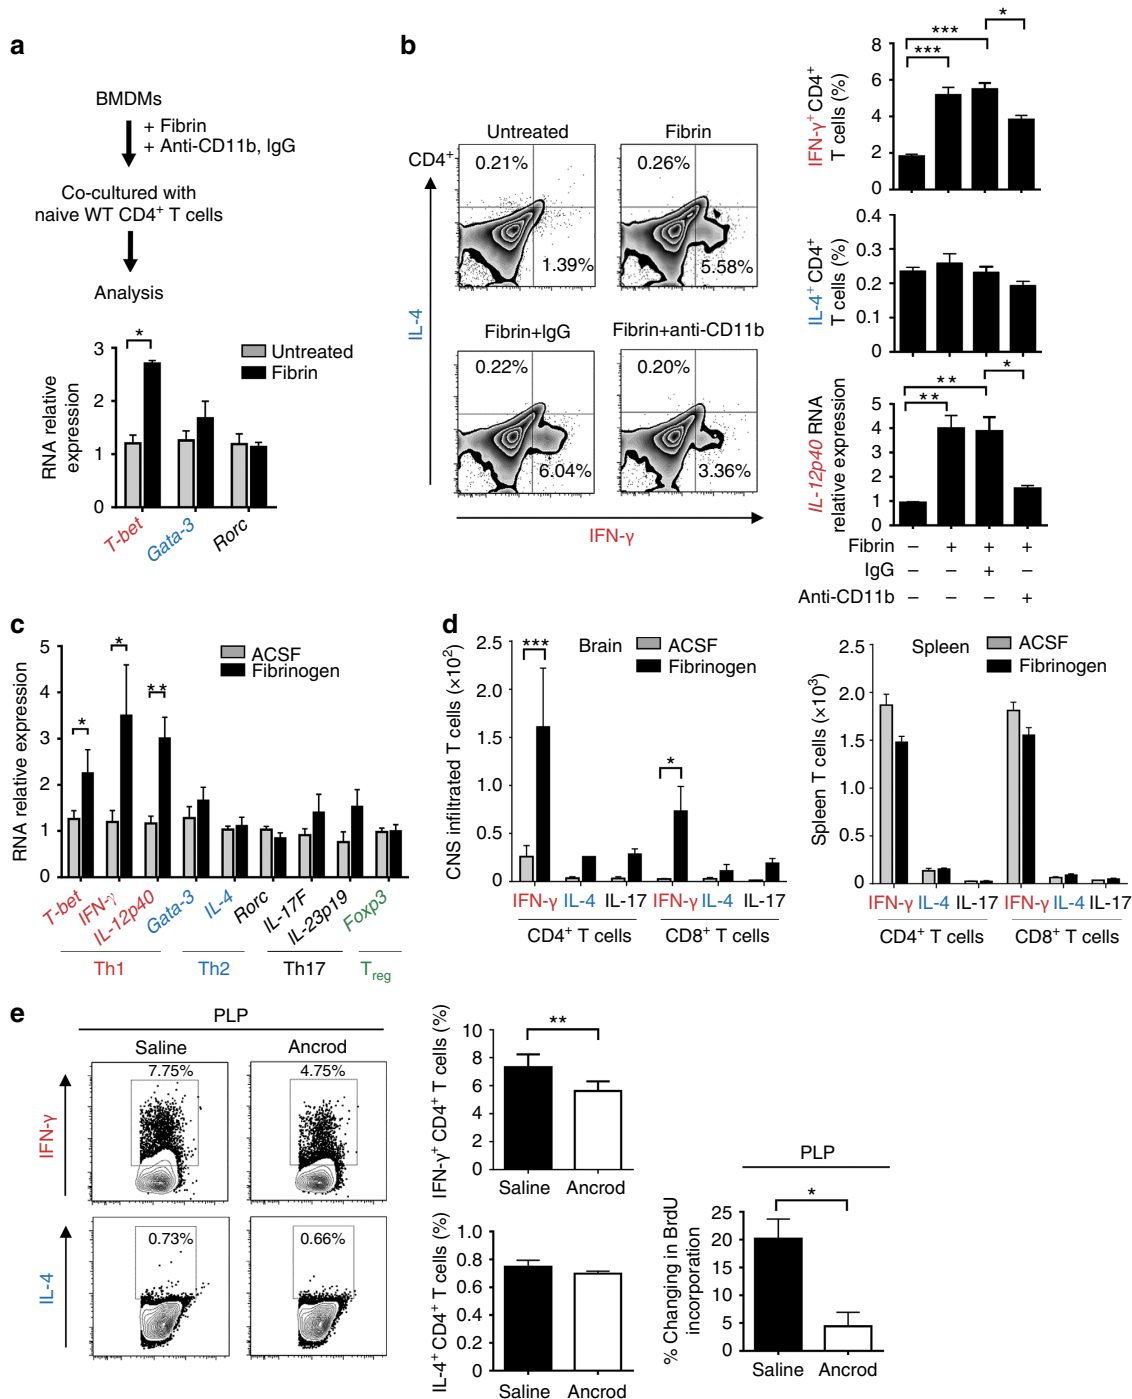 a
BMDMs
+ Fibrin
+ Anti-CD11b, IgG
Co-cultured with
naive WT CD4+ T cells
Analysis
*
Untreated
Fibrin
RNA relative
expression
3
2
1
0
T-bet
Gata-3
Rorc
b
Untreated
Fibrin
CD4+
0.21%
0.26%
1.39%
5.58%
Fibrin+IgG
Fibrin+anti-CD11b
0.22%
0.20%
6.04%
3.36%
IL-4
IFN-γ
***
***
*
IFN-γ+ CD4+
T cells (%)
8
6
4
2
0
IL-4+ CD4+
T cells (%)
0.4
0.3
0.2
0.1
0
**
**
*
IL-12p40 RNA
relative expression
5
4
3
2
1
0
Fibrin – + + +
IgG – – + –
Anti-CD11b – – – +
c
ACSF
Fibrinogen
RNA relative expression
5
4
3
2
1
0
*
*
**
T-bet
IFN-γ
IL-12p40
Gata-3
IL-4
Rorc
IL-17F
IL-23p19
Foxp3
Th1
Th2
Th17
Treg
d
Brain
ACSF
Fibrinogen
CNS infiltrated T cells (×10²)
2.5
2.0
1.5
1.0
0.5
0
***
*
IFN-γ IL-4 IL-17 IFN-γ IL-4 IL-17
CD4+ T cells
CD8+ T cells
Spleen
ACSF
Fibrinogen
Spleen T cells (×10³)
2.5
2.0
1.5
1.0
0.5
0
IFN-γ IL-4 IL-17 IFN-γ IL-4 IL-17
CD4+ T cells
CD8+ T cells
e
PLP
Saline
Ancrod
7.75%
4.75%
IFN-γ
0.73%
0.66%
IL-4
IFN-γ+ CD4+ T cells (%)
10
8
6
4
2
0
**
Saline
Ancrod
IL-4+ CD4+ T cells (%)
1.0
0.8
0.6
0.4
0.2
0
Saline
Ancrod
PLP
*
% Changing in BrdU
incorporation
25
20
15
10
5
0
Saline
Ancrod